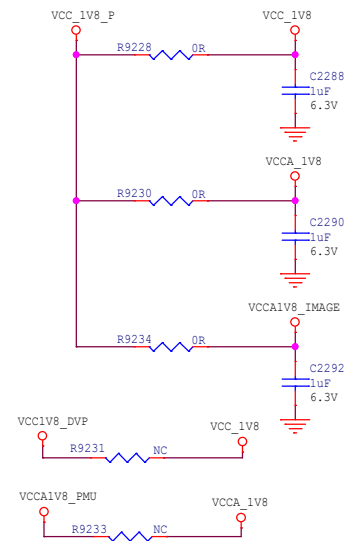 VCC_1V8_P VCC_1V8
R9228 0R
C2288
1uF
6.3V
VCCA_1V8
R9230 0R
C2290
1uF
6.3V
VCCA1V8_IMAGE
R9234 0R
C2292
1uF
6.3V
VCC1V8_DVP VCC_1V8
R9231 NC
VCCA1V8_PMU VCCA_1V8
R9233 NC